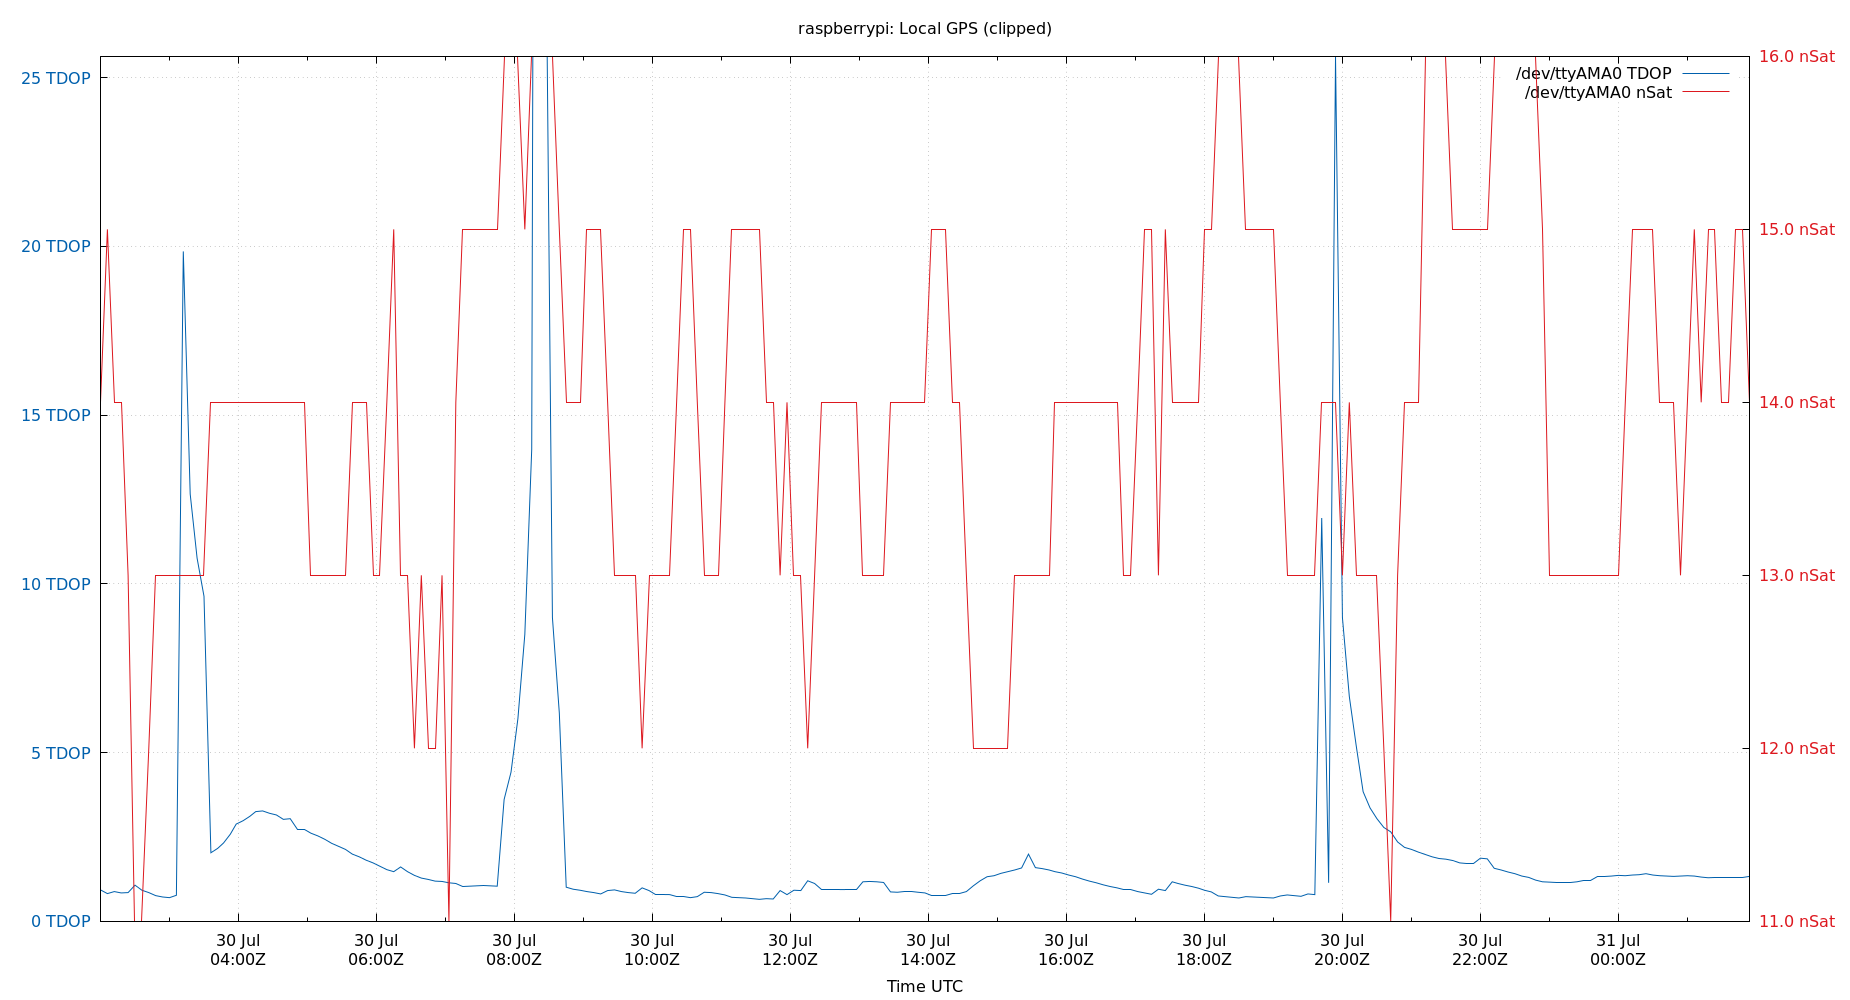 raspberrypi: Local GPS (clipped)
25 TDOP
20 TDOP
15 TDOP
10 TDOP
5 TDOP
0 TDOP
16.0 nSat
15.0 nSat
14.0 nSat
13.0 nSat
12.0 nSat
11.0 nSat
/dev/ttyAMA0 TDOP
/dev/ttyAMA0 nSat
30 Jul
04:00Z
30 Jul
06:00Z
30 Jul
08:00Z
30 Jul
10:00Z
30 Jul
12:00Z
30 Jul
14:00Z
30 Jul
16:00Z
30 Jul
18:00Z
30 Jul
20:00Z
30 Jul
22:00Z
31 Jul
00:00Z
Time UTC